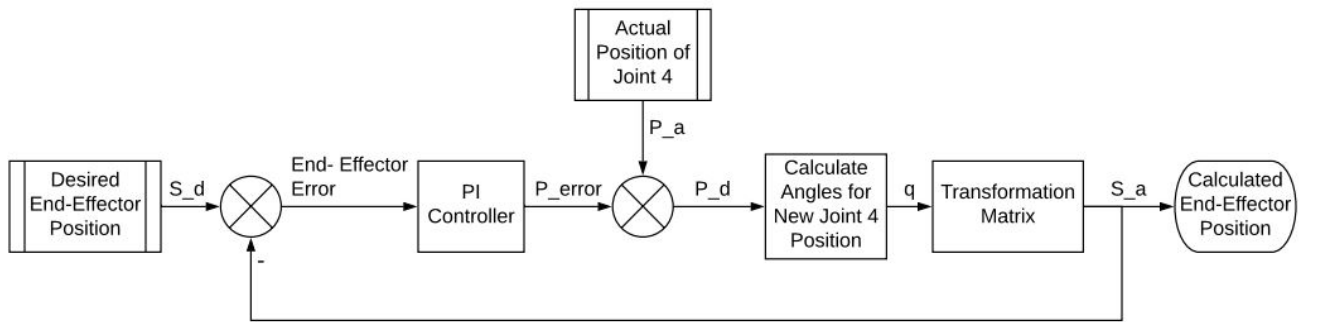 Actual
Position of
Joint 4
P_a
Desired
End-Effector
Position
S_d
-
End- Effector
Error
PI
Controller
P_error
P_d
Calculate
Angles for
New Joint 4
Position
q
Transformation
Matrix
S_a
Calculated
End-Effector
Position